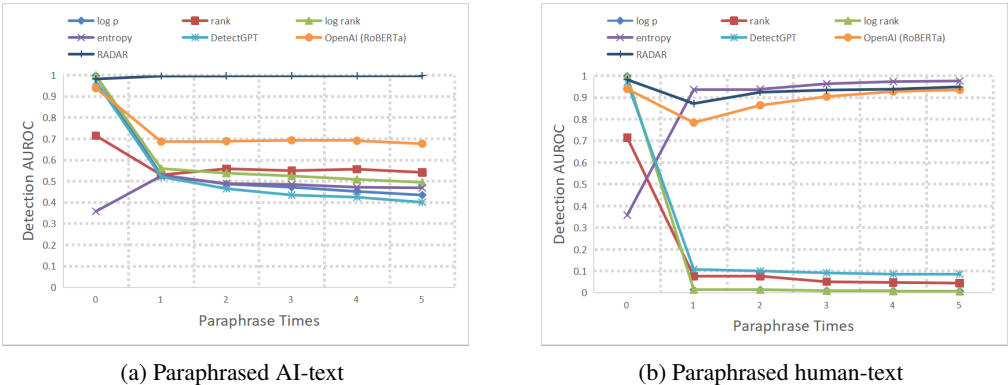 log p rank log rank
entropy DetectGPT OpenAI (RoBERTa)
RADAR
Detection AUROC
1
0.9
0.8
0.7
0.6
0.5
0.4
0.3
0.2
0.1
0
0 1 2 3 4 5
Paraphrase Times
(a) Paraphrased AI-text
log p rank log rank
entropy DetectGPT OpenAI (RoBERTa)
RADAR
Detection AUROC
1
0.9
0.8
0.7
0.6
0.5
0.4
0.3
0.2
0.1
0
0 1 2 3 4 5
Paraphrase Times
(b) Paraphrased human-text